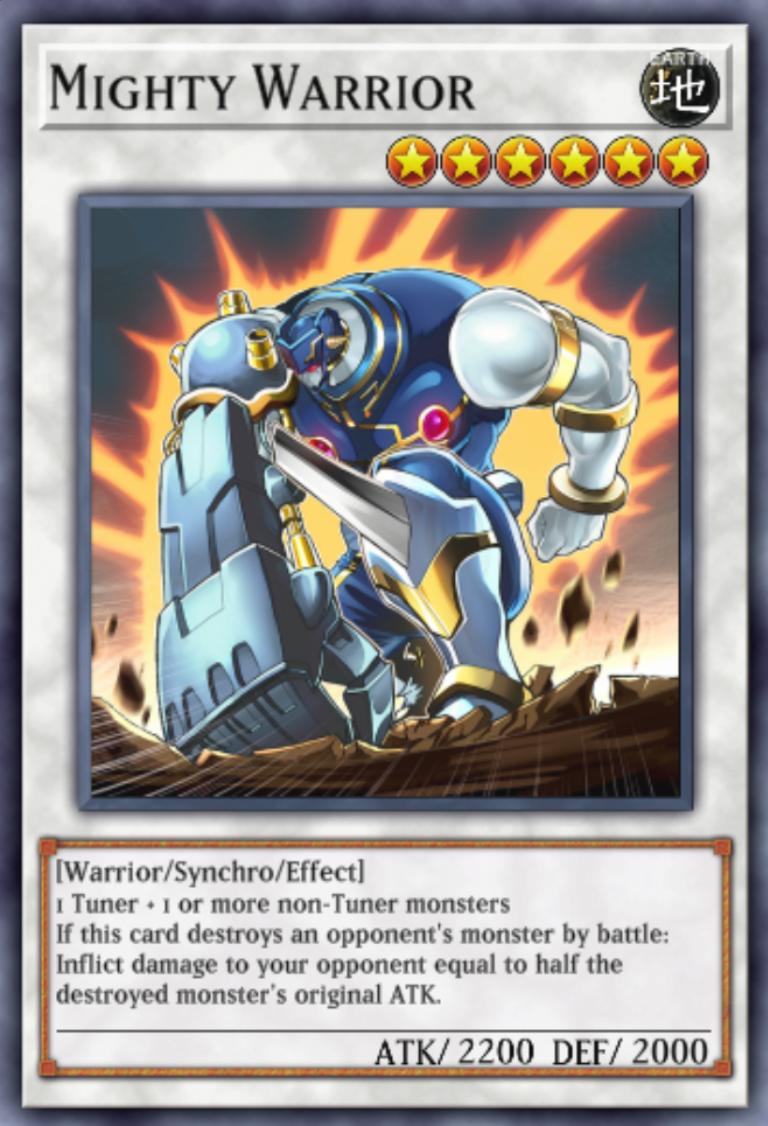 Mighty Warrior
EARTH
地
[Warrior/Synchro/Effect]
1 Tuner + 1 or more non-Tuner monsters
If this card destroys an opponent's monster by battle:
Inflict damage to your opponent equal to half the
destroyed monster's original ATK.
ATK/ 2200 DEF/ 2000